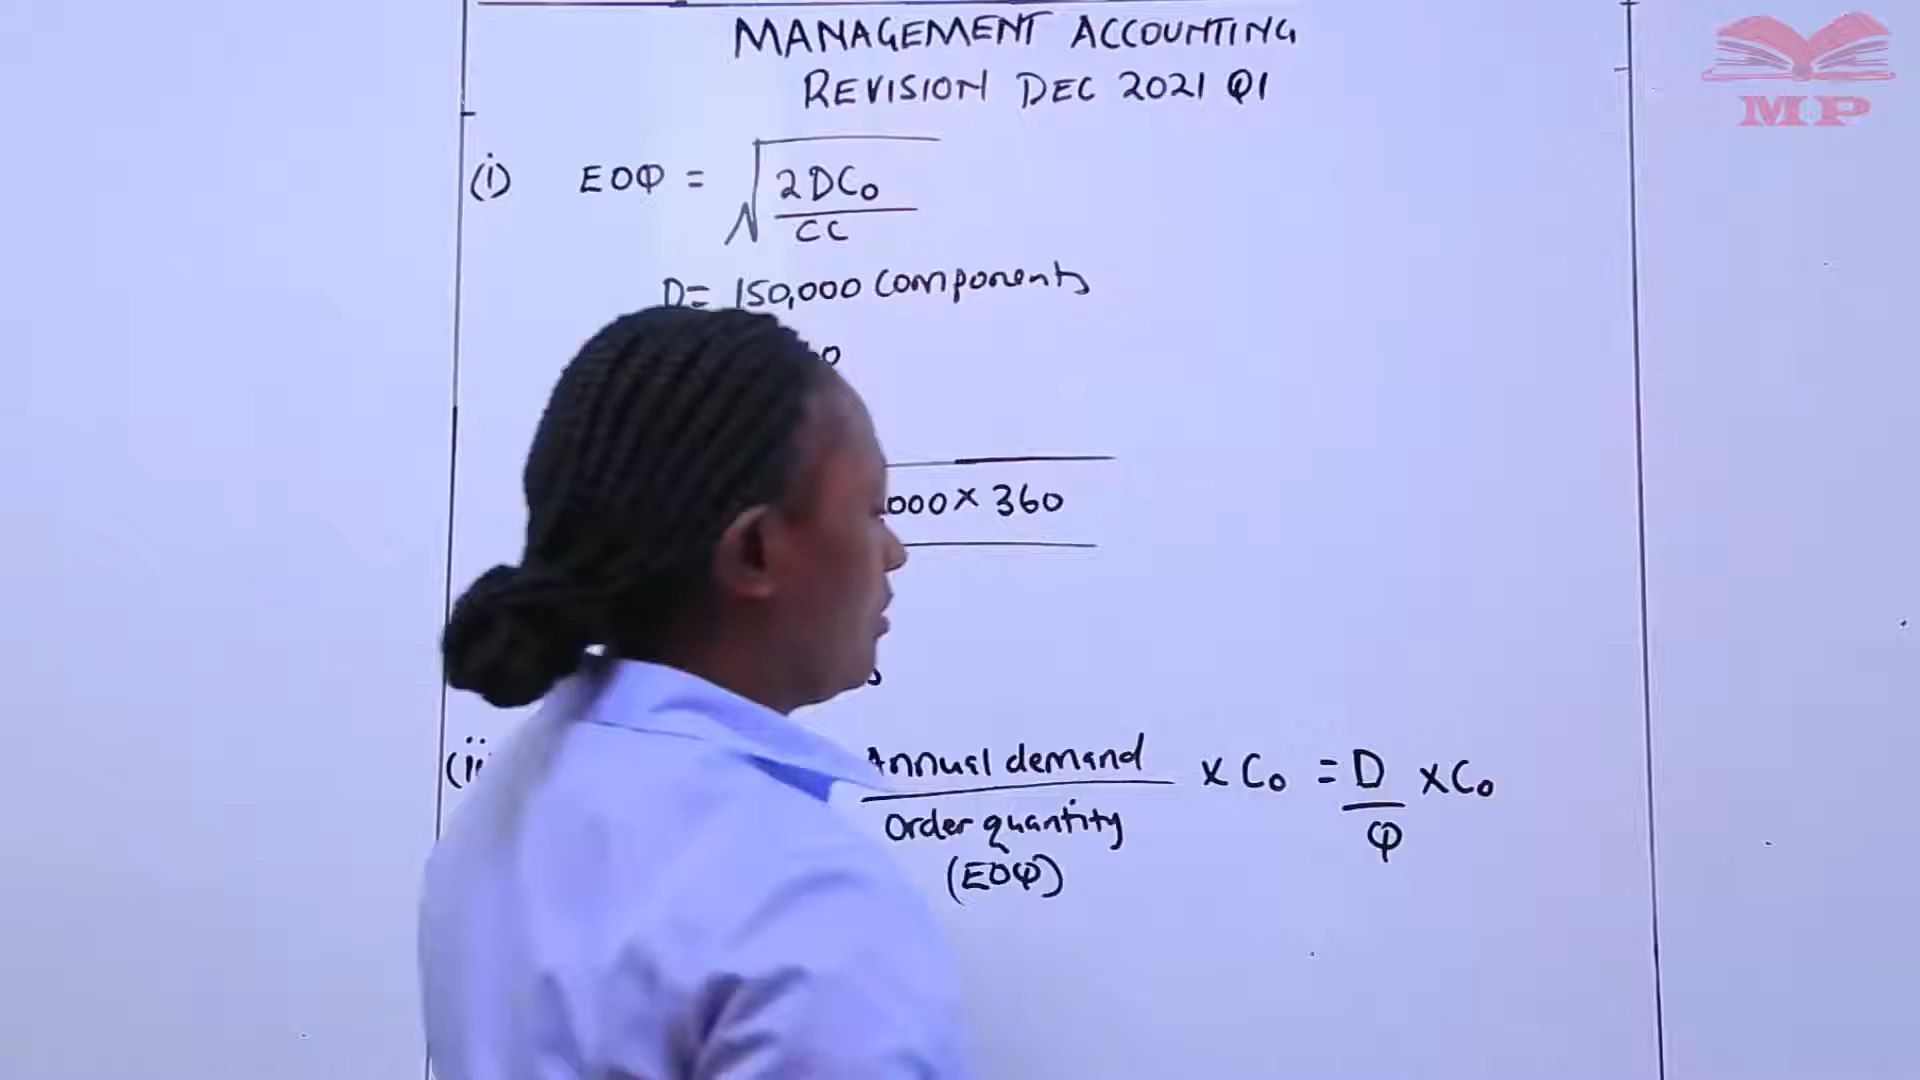 MANAGEMENT ACCOUNTING
REVISION DEC 2021 Q1
MP
(i) EOQ = √ 2DCo
CC
D= 150,000 Components
000 × 360
(ii Annual demand × Co = D × Co
Order quantity Q
(EOQ)